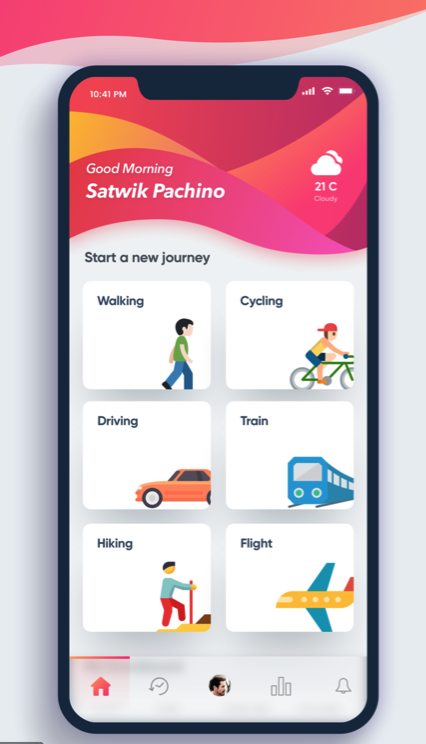 10:41 PM
Good Morning
Satwik Pachino
21 C
Cloudy
Start a new journey
Walking
Cycling
Driving
Train
Hiking
Flight